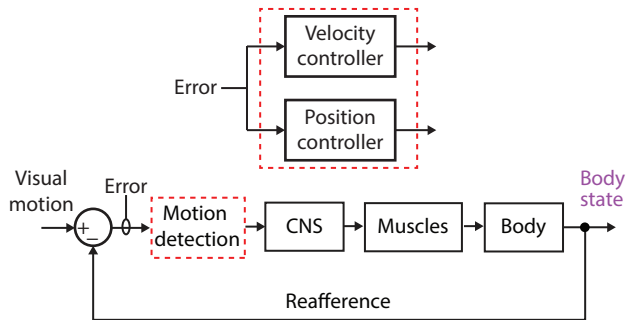 Velocity
controller
Error
Position
controller
Visual
motion
Error
+
−
Motion
detection
CNS
Muscles
Body
Body
state
Reafference